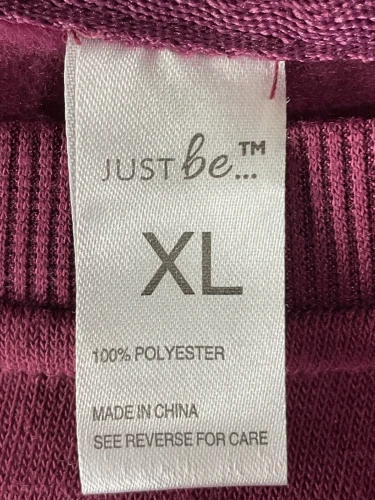 JUST be...™
XL
100% POLYESTER
MADE IN CHINA
SEE REVERSE FOR CARE